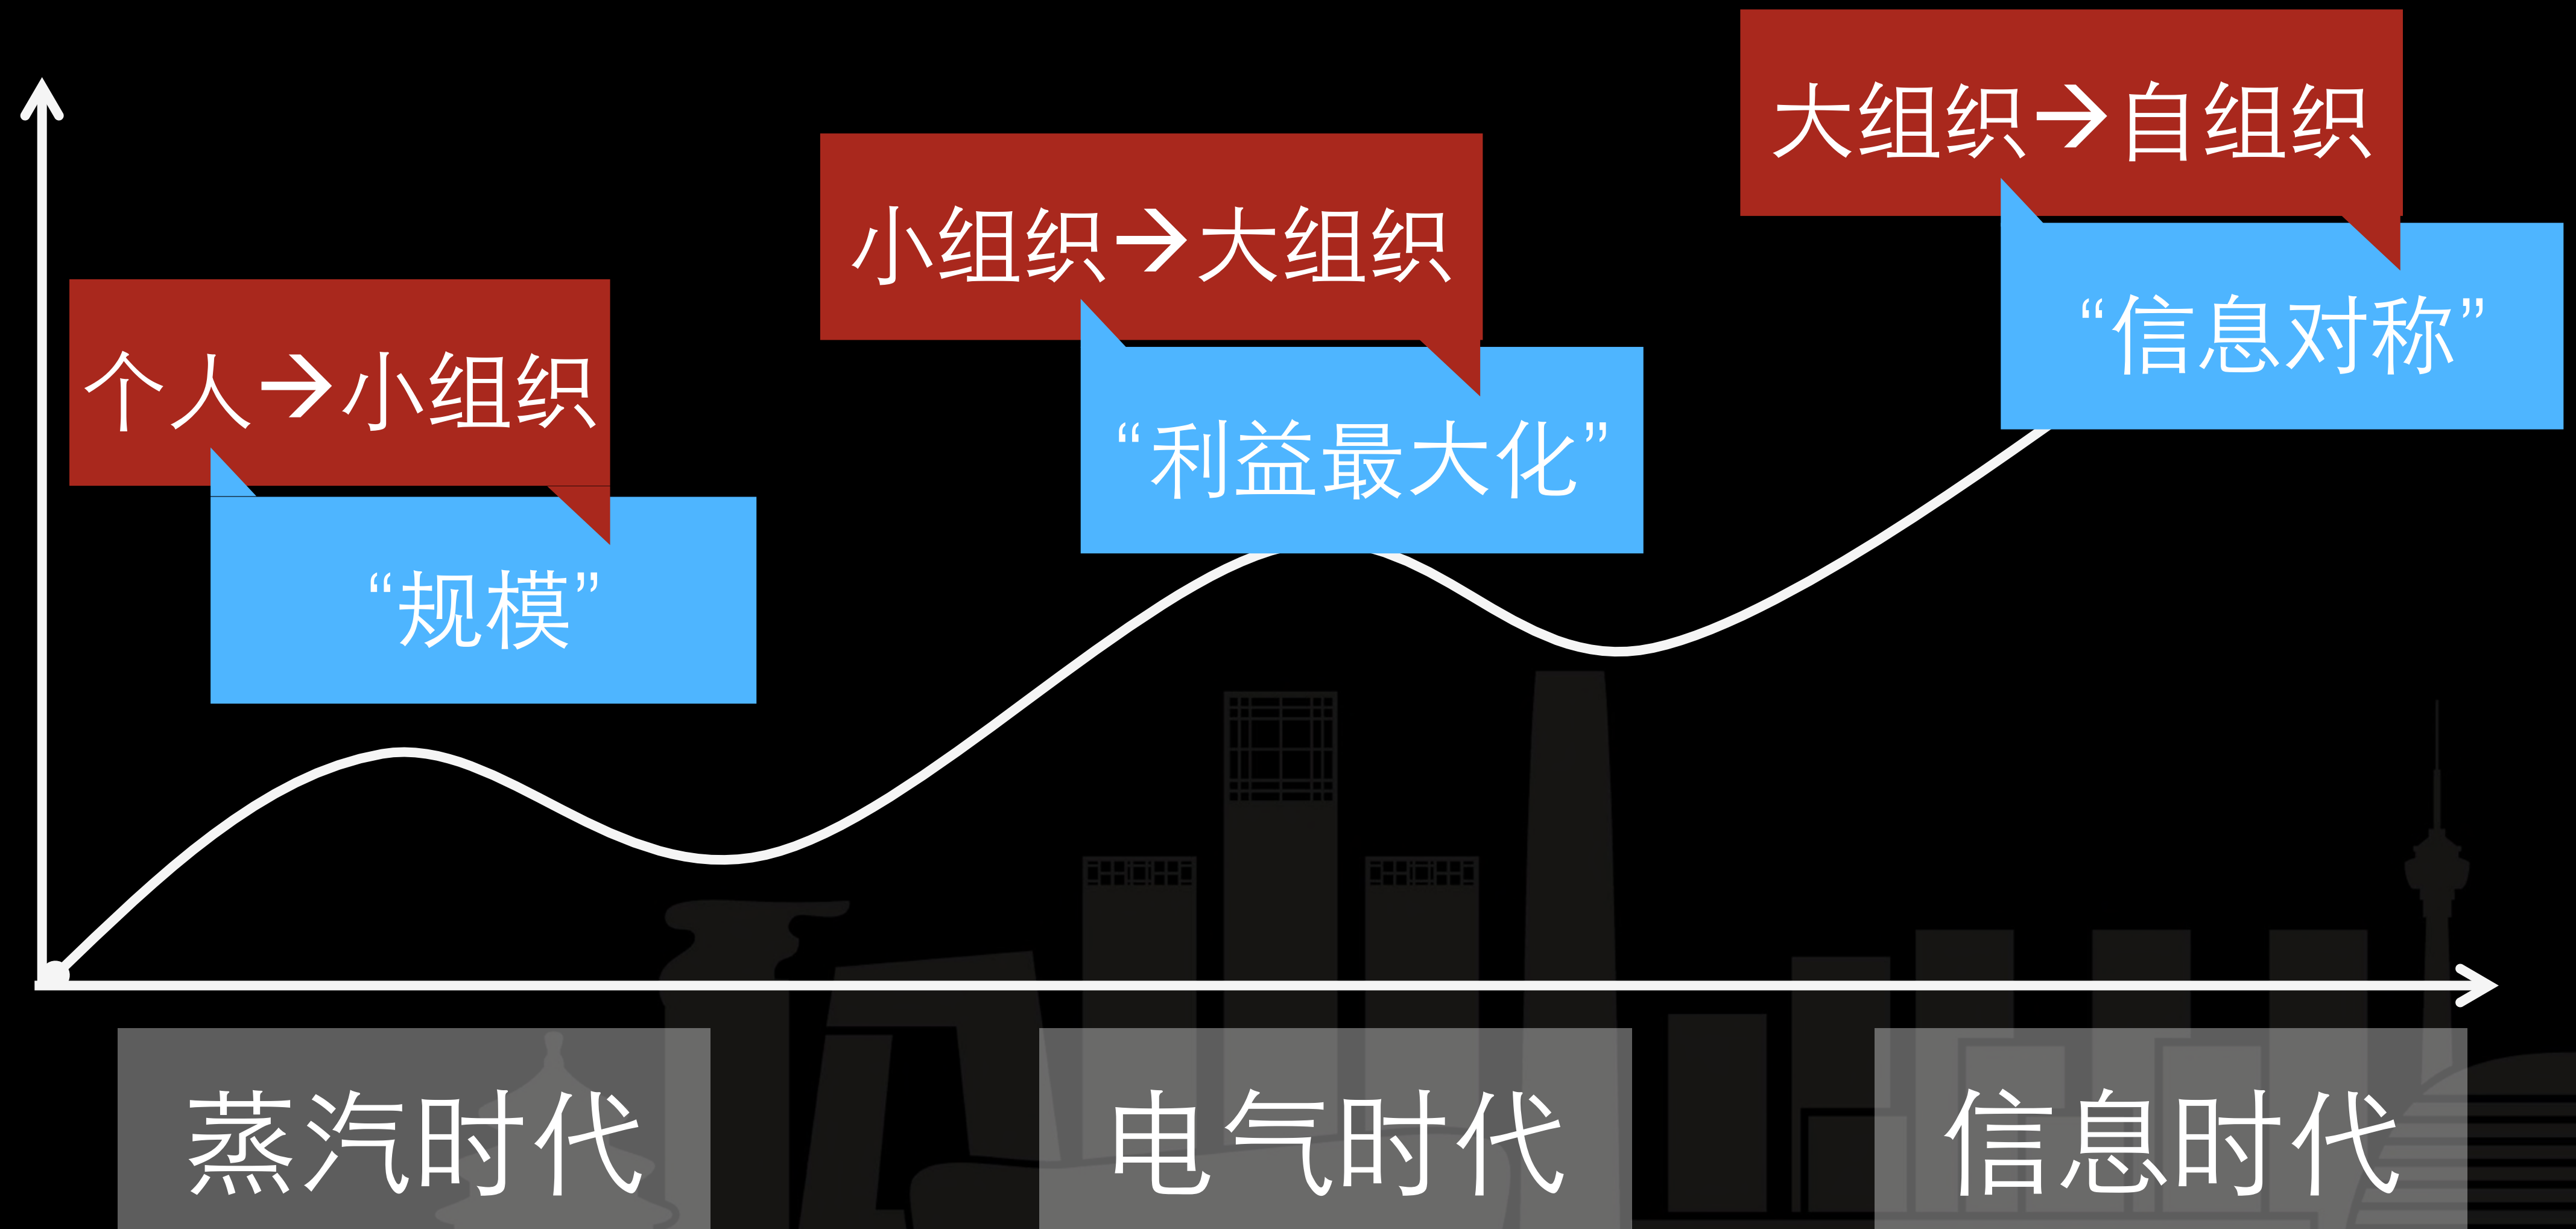 大组织→自组织
小组织→大组织
“信息对称”
个人→小组织
“利益最大化”
“规模”
蒸汽时代
电气时代
信息时代